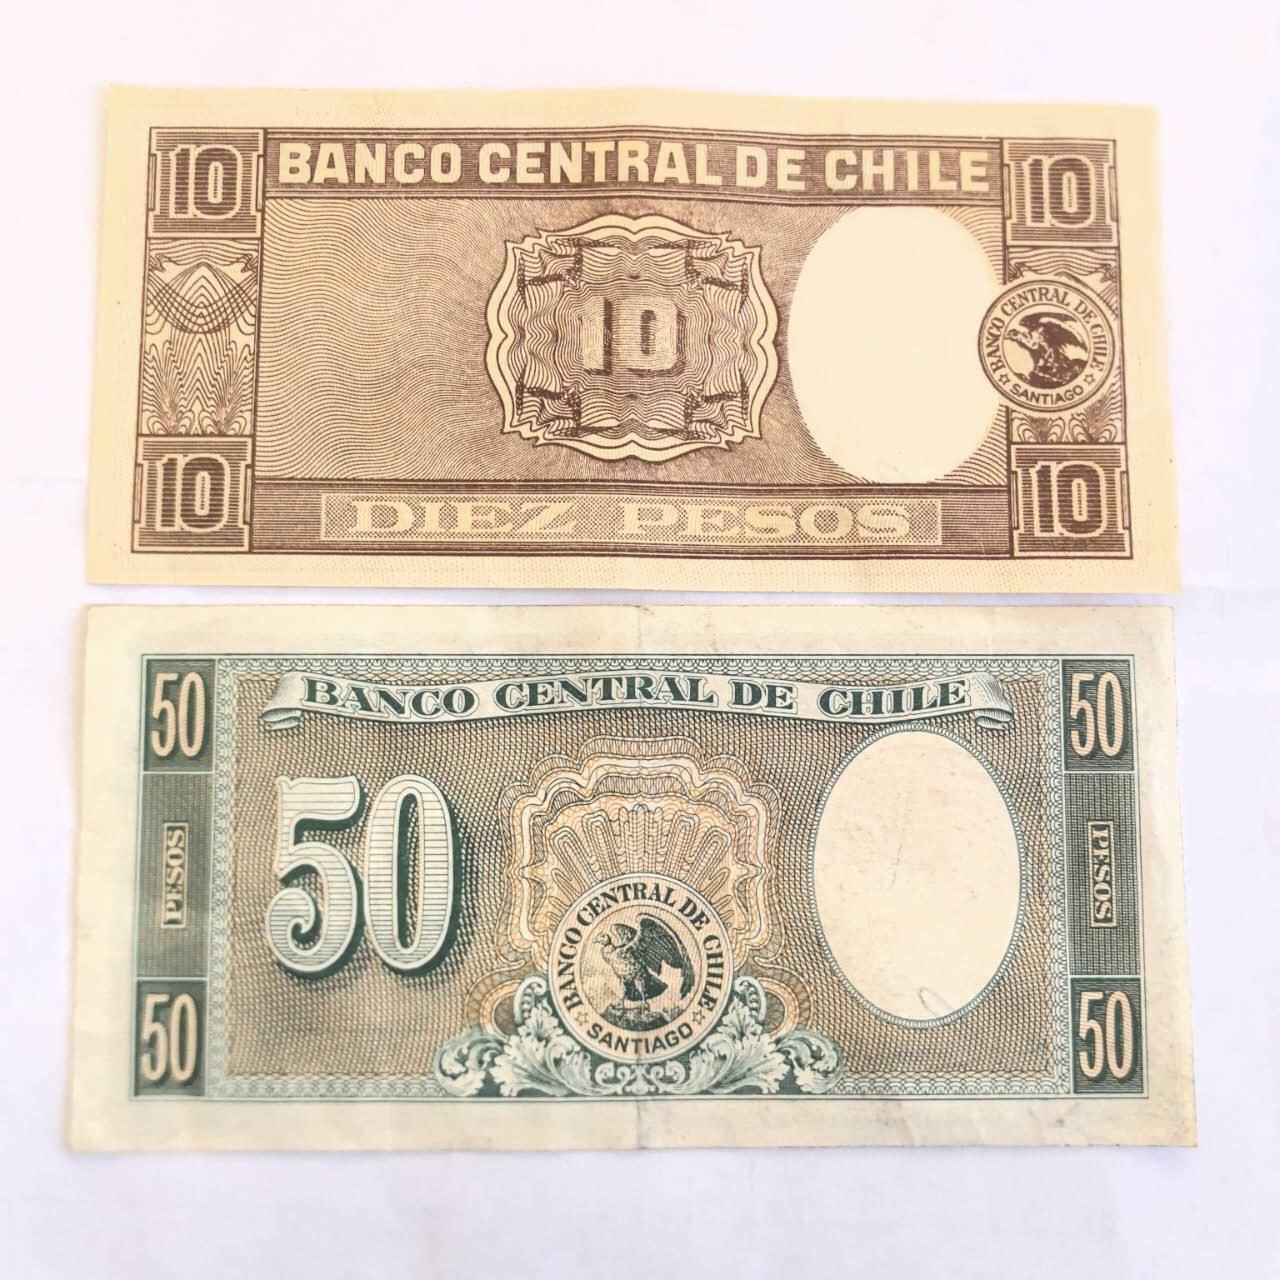 10 BANCO CENTRAL DE CHILE 10
10
BANCO CENTRAL DE CHILE
SANTIAGO
10 DIEZ PESOS 10
50 BANCO CENTRAL DE CHILE 50
50
PESOS
PESOS
BANCO CENTRAL DE CHILE
SANTIAGO
50 50